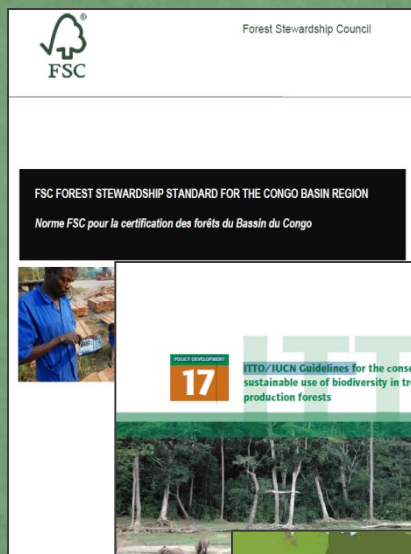 Forest Stewardship Council
®
FSC
FSC FOREST STEWARDSHIP STANDARD FOR THE CONGO BASIN REGION
Norme FSC pour la certification des forêts du Bassin du Congo
POLICY DEVELOPMENT
17
ITTO
ITTO/IUCN Guidelines for the conse
sustainable use of biodiversity in tro
production forests